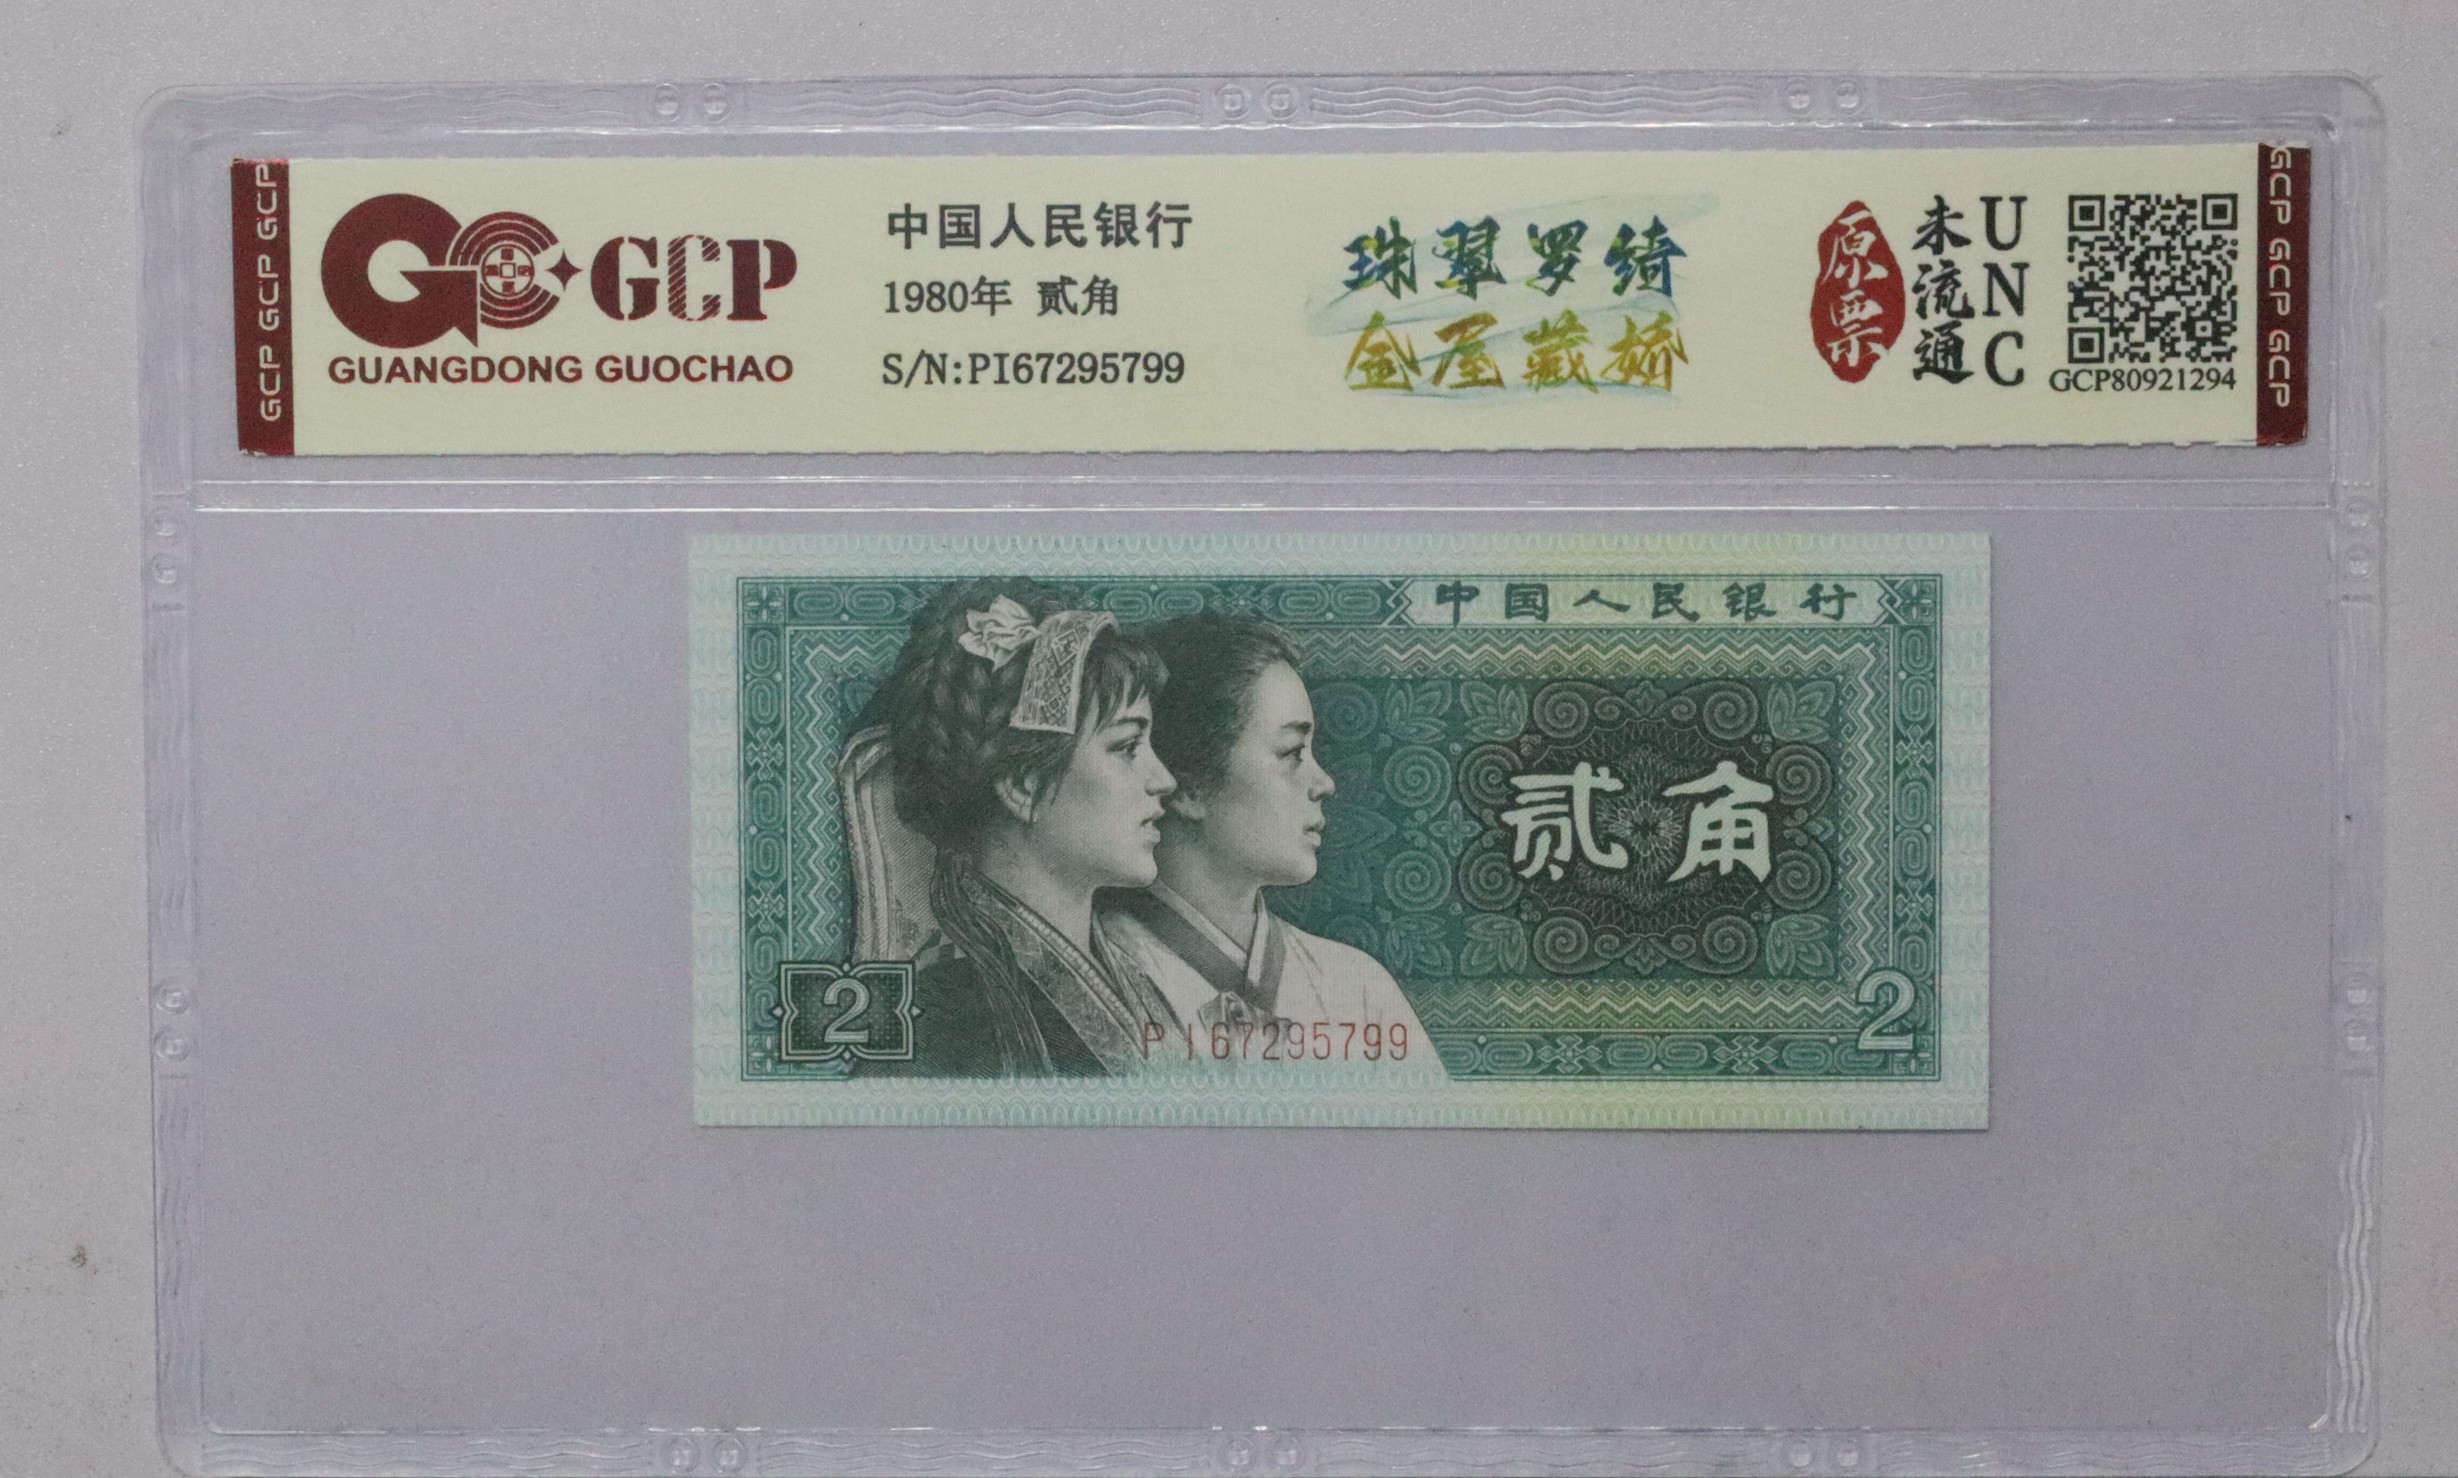 GCP GCP GCP
GCP
GUANGDONG GUOCHAO
中国人民银行
1980年 贰角
S/N:PI67295799
珠翠罗绮
金屋藏娇
原票
未流通
UNC
GCP80921294
GCP GCP GCP
中国人民银行
贰角
2
PI67295799
2